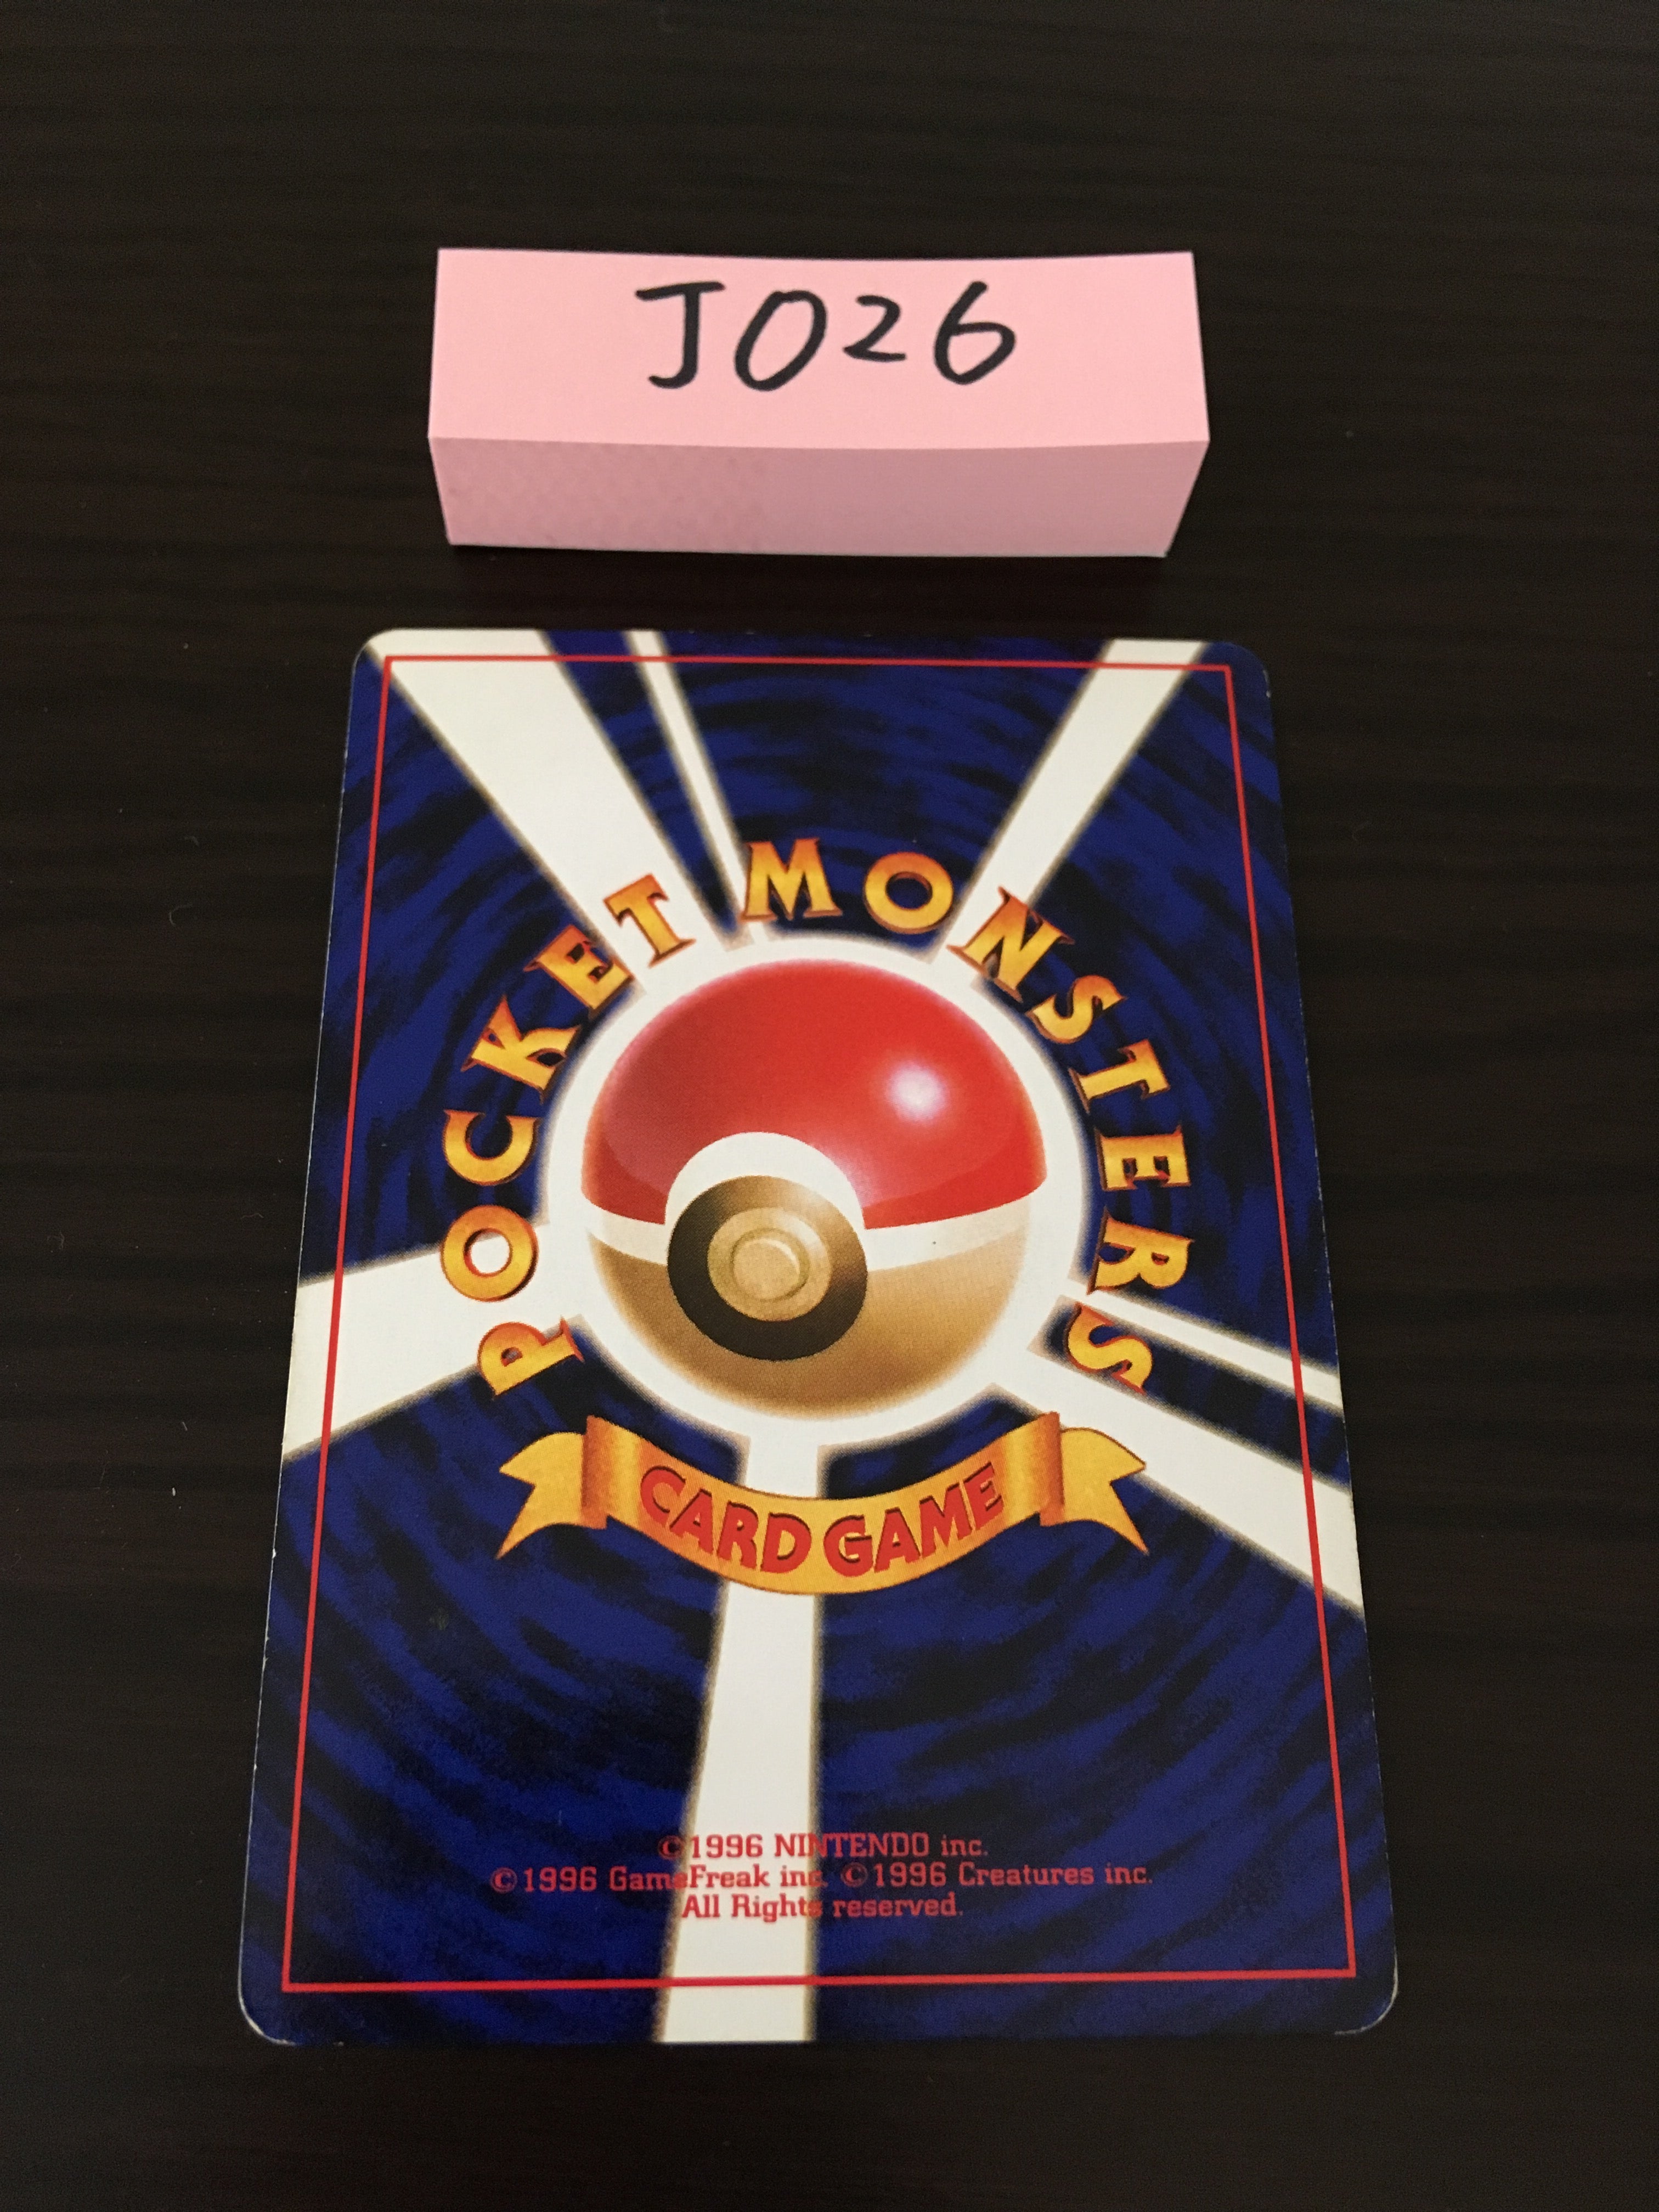 J026
POCKET MONSTERS
CARD GAME
©1996 NINTENDO inc.
©1996 GameFreak inc. ©1996 Creatures inc.
All Rights reserved.